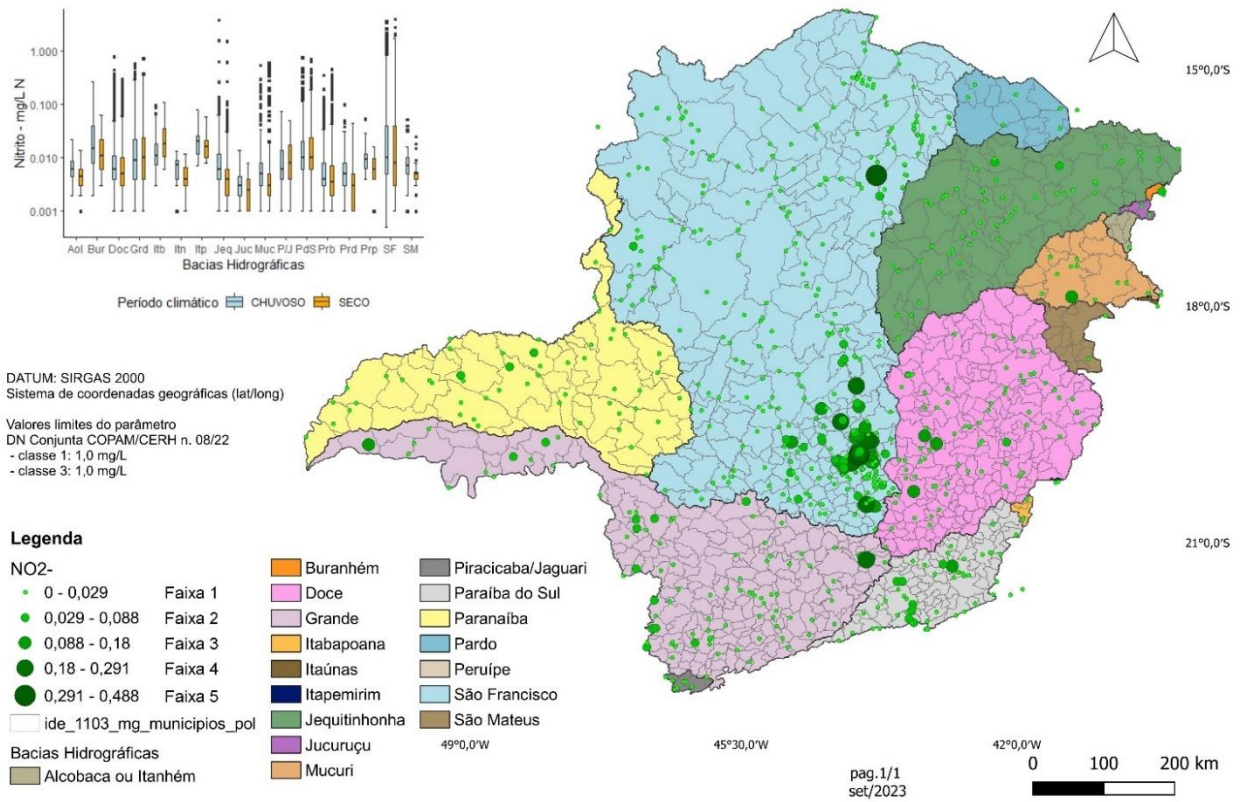 1.000
0.100
0.010
0.001
Nitrito - mg/L N
Aol Bur Doc Grd Itb Itn Itp Jeq Juc Muc P/J PdS Prb Prd Prp SF SM
Bacias Hidrográficas
Período climático CHUVOSO SECO
15°0,0'S
18°0,0'S
21°0,0'S
DATUM: SIRGAS 2000
Sistema de coordenadas geográficas (lat/long)
Valores limites do parâmetro
DN Conjunta COPAM/CERH n. 08/22
- classe 1: 1,0 mg/L
- classe 3: 1,0 mg/L
Legenda
NO2-
0 - 0,029 Faixa 1
0,029 - 0,088 Faixa 2
0,088 - 0,18 Faixa 3
0,18 - 0,291 Faixa 4
0,291 - 0,488 Faixa 5
ide_1103_mg_municipios_pol
Bacias Hidrográficas
Alcobaca ou Itanhém
Buranhém
Doce
Grande
Itabapoana
Itaúnas
Itapemirim
Jequitinhonha
Jucuruçu
Mucuri
Piracicaba/Jaguari
Paraíba do Sul
Paranaíba
Pardo
Peruípe
São Francisco
São Mateus
49°0,0'W
45°30,0'W
42°0,0'W
pag.1/1
set/2023
0 100 200 km